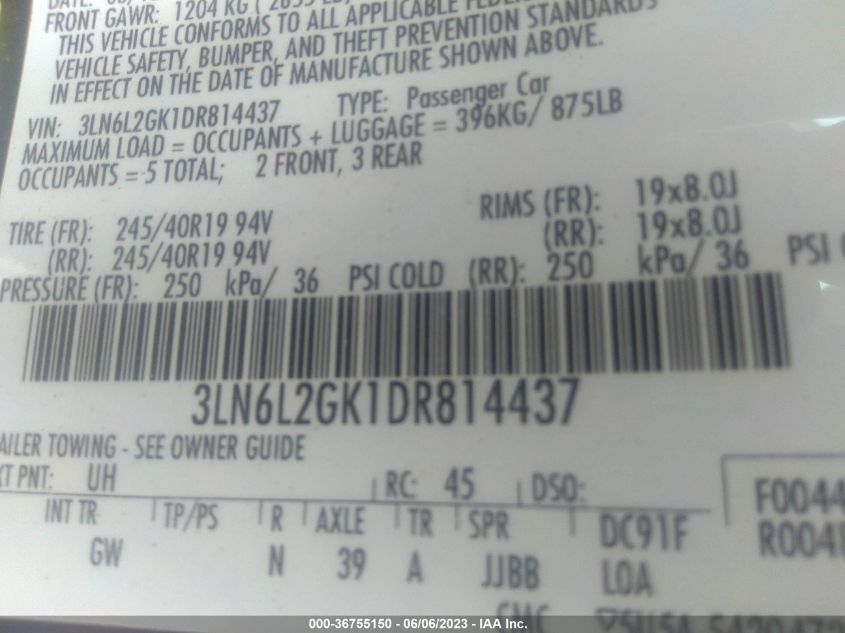 FRONT GAWR: 1204 KG
THIS VEHICLE CONFORMS TO ALL APPLICABLE
VEHICLE SAFETY, BUMPER, AND THEFT PREVENTION STANDARDS
IN EFFECT ON THE DATE OF MANUFACTURE SHOWN ABOVE.
VIN: 3LN6L2GK1DR814437 TYPE: Passenger Car
MAXIMUM LOAD = OCCUPANTS + LUGGAGE = 396KG/ 875LB
OCCUPANTS = 5 TOTAL; 2 FRONT, 3 REAR
TIRE (FR): 245/40R19 94V RIMS (FR): 19x8.0J
(RR): 245/40R19 94V (RR): 19x8.0J
PRESSURE (FR): 250 kPa/ 36 PSI COLD (RR): 250 kPa/ 36 PSI
3LN6L2GK1DR814437
TOWING - SEE OWNER GUIDE
PNT: UH RC: 45 DSO:
INT TR TP/PS R AXLE TR SPR DC91F
GW N 39 A JJBB LOA
000-36755150 - 06/06/2023 - IAA Inc.